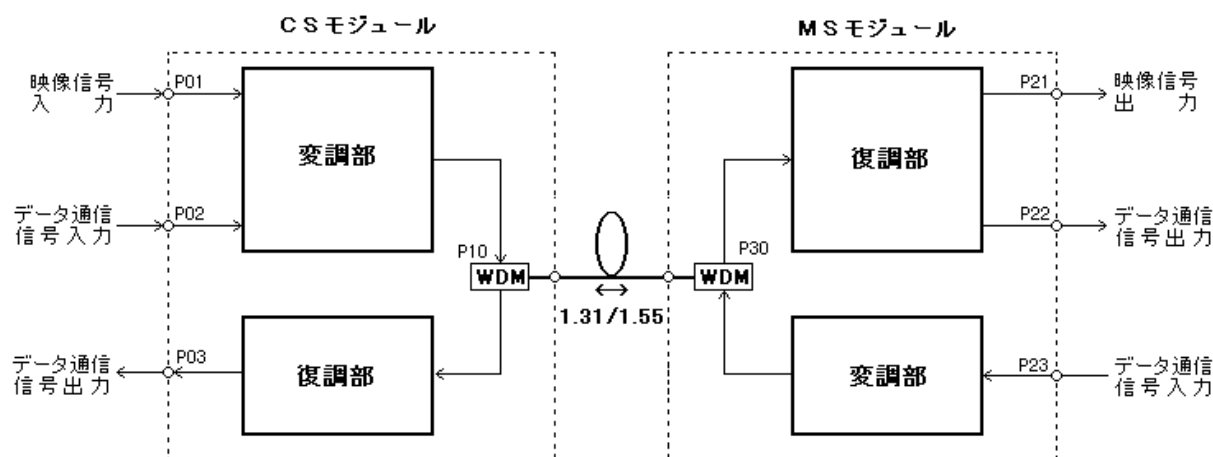 ＣＳモジュール
ＭＳモジュール
映像信号
入　　力
P01
変調部
データ通信
信号入力
P02
P10
WDM
データ通信
信号出力
P03
復調部
1.31/1.55
P30
WDM
復調部
P21
映像信号
出　　力
P22
データ通信
信号出力
変調部
P23
データ通信
信号入力